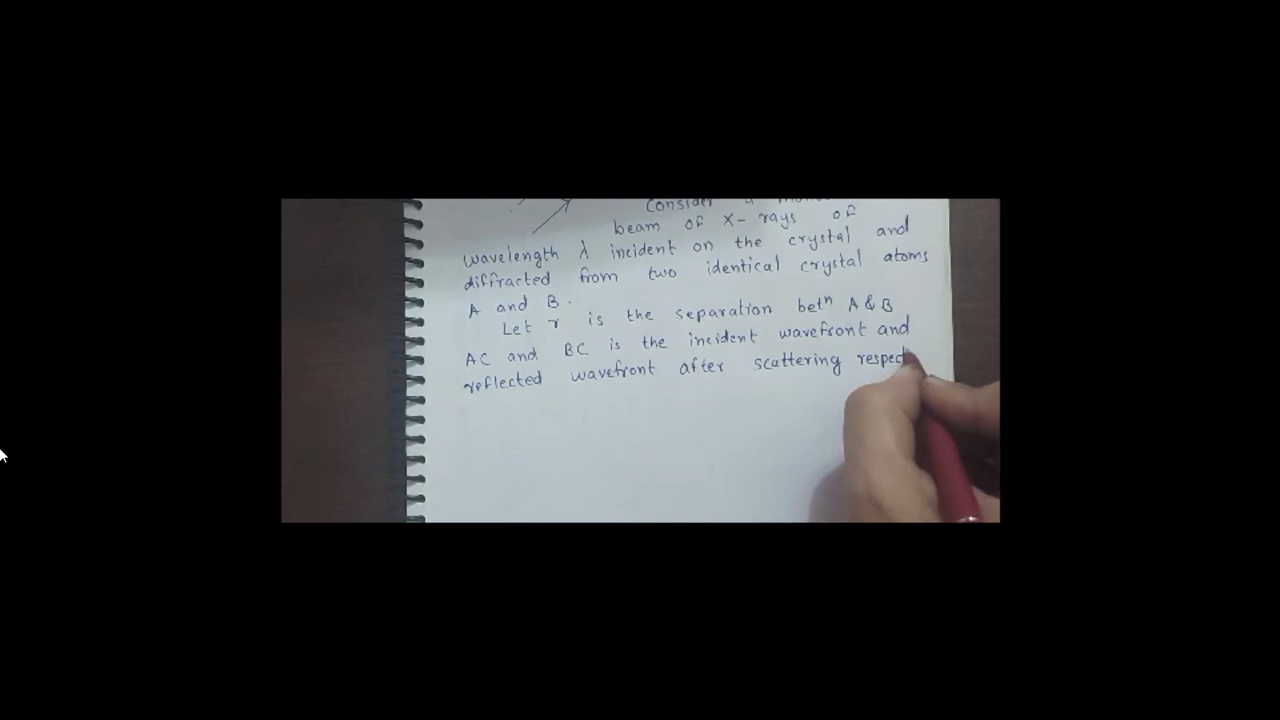 Consider a
beam of X- rays of
wavelength λ incident on the crystal and
diffracted from two identical crystal atoms
A and B.
Let r is the separation betn A & B
AC and BC is the incident wavefront and
reflected wavefront after scattering respect